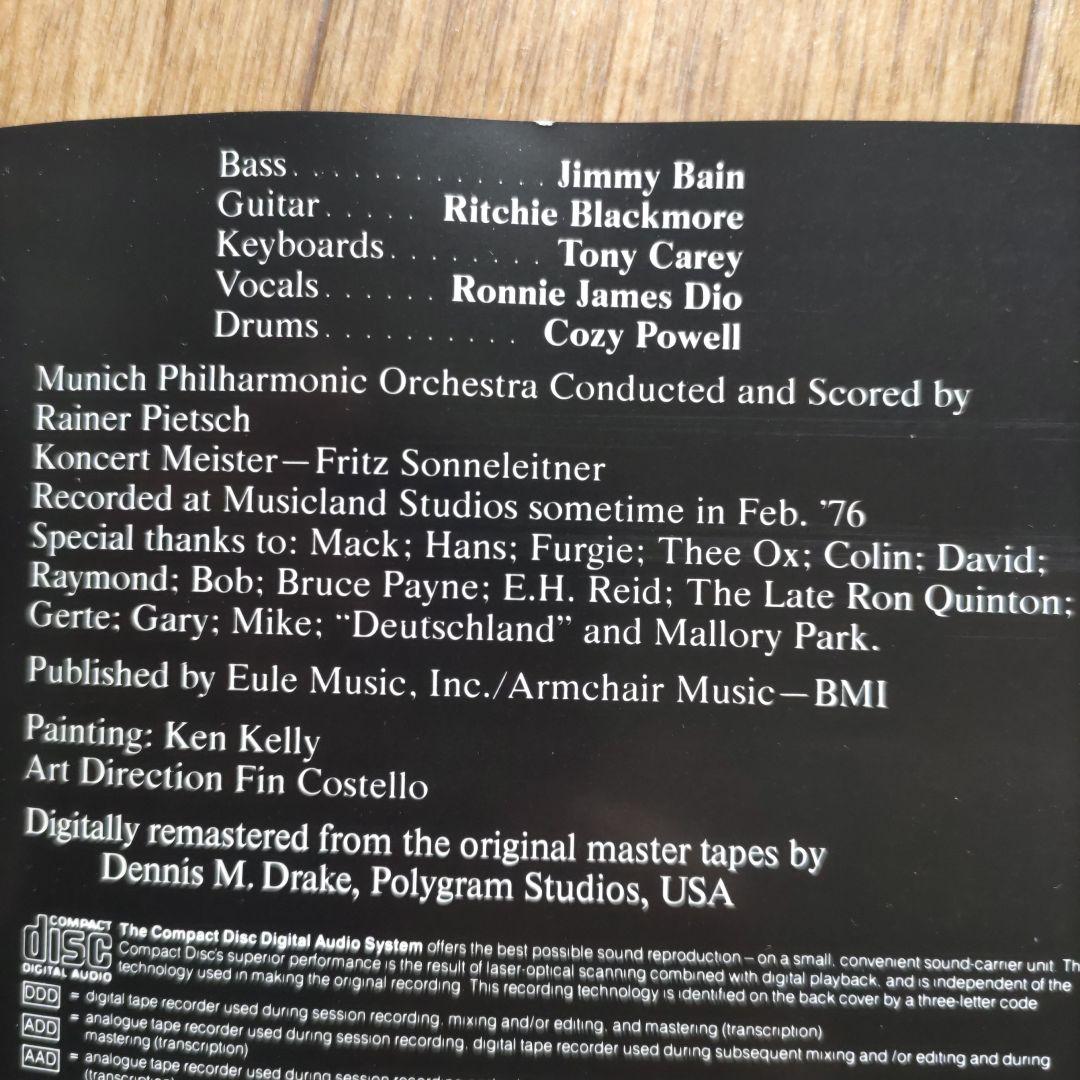 Bass. . . . . . . . . . . . . . Jimmy Bain
Guitar. . . . . Ritchie Blackmore
Keyboards. . . . . . . . Tony Carey
Vocals. . . . . . Ronnie James Dio
Drums. . . . . . . . . . Cozy Powell
Munich Philharmonic Orchestra Conducted and Scored by
Rainer Pietsch
Koncert Meister—Fritz Sonneleitner
Recorded at Musicland Studios sometime in Feb. '76
Special thanks to: Mack; Hans; Furgie; Thee Ox; Colin; David;
Raymond; Bob; Bruce Payne; E.H. Reid; The Late Ron Quinton;
Gerte; Gary; Mike; “Deutschland” and Mallory Park.
Published by Eule Music, Inc./Armchair Music—BMI
Painting: Ken Kelly
Art Direction Fin Costello
Digitally remastered from the original master tapes by
Dennis M. Drake, Polygram Studios, USA
COMPACT disc DIGITAL AUDIO
The Compact Disc Digital Audio System offers the best possible sound reproduction – on a small, convenient sound-carrier unit. Th
Compact Disc's superior performance is the result of laser-optical scanning combined with digital playback, and is independent of the
technology used in making the original recording. This recording technology is identified on the back cover by a three-letter code
DDD = digital tape recorder used during session recording, mixing and/or editing, and mastering (transcription)
ADD = analogue tape recorder used during session recording, digital tape recorder used during subsequent mixing and /or editing and during
mastering (transcription)
AAD = analogue tape recorder used during session
(transcription)